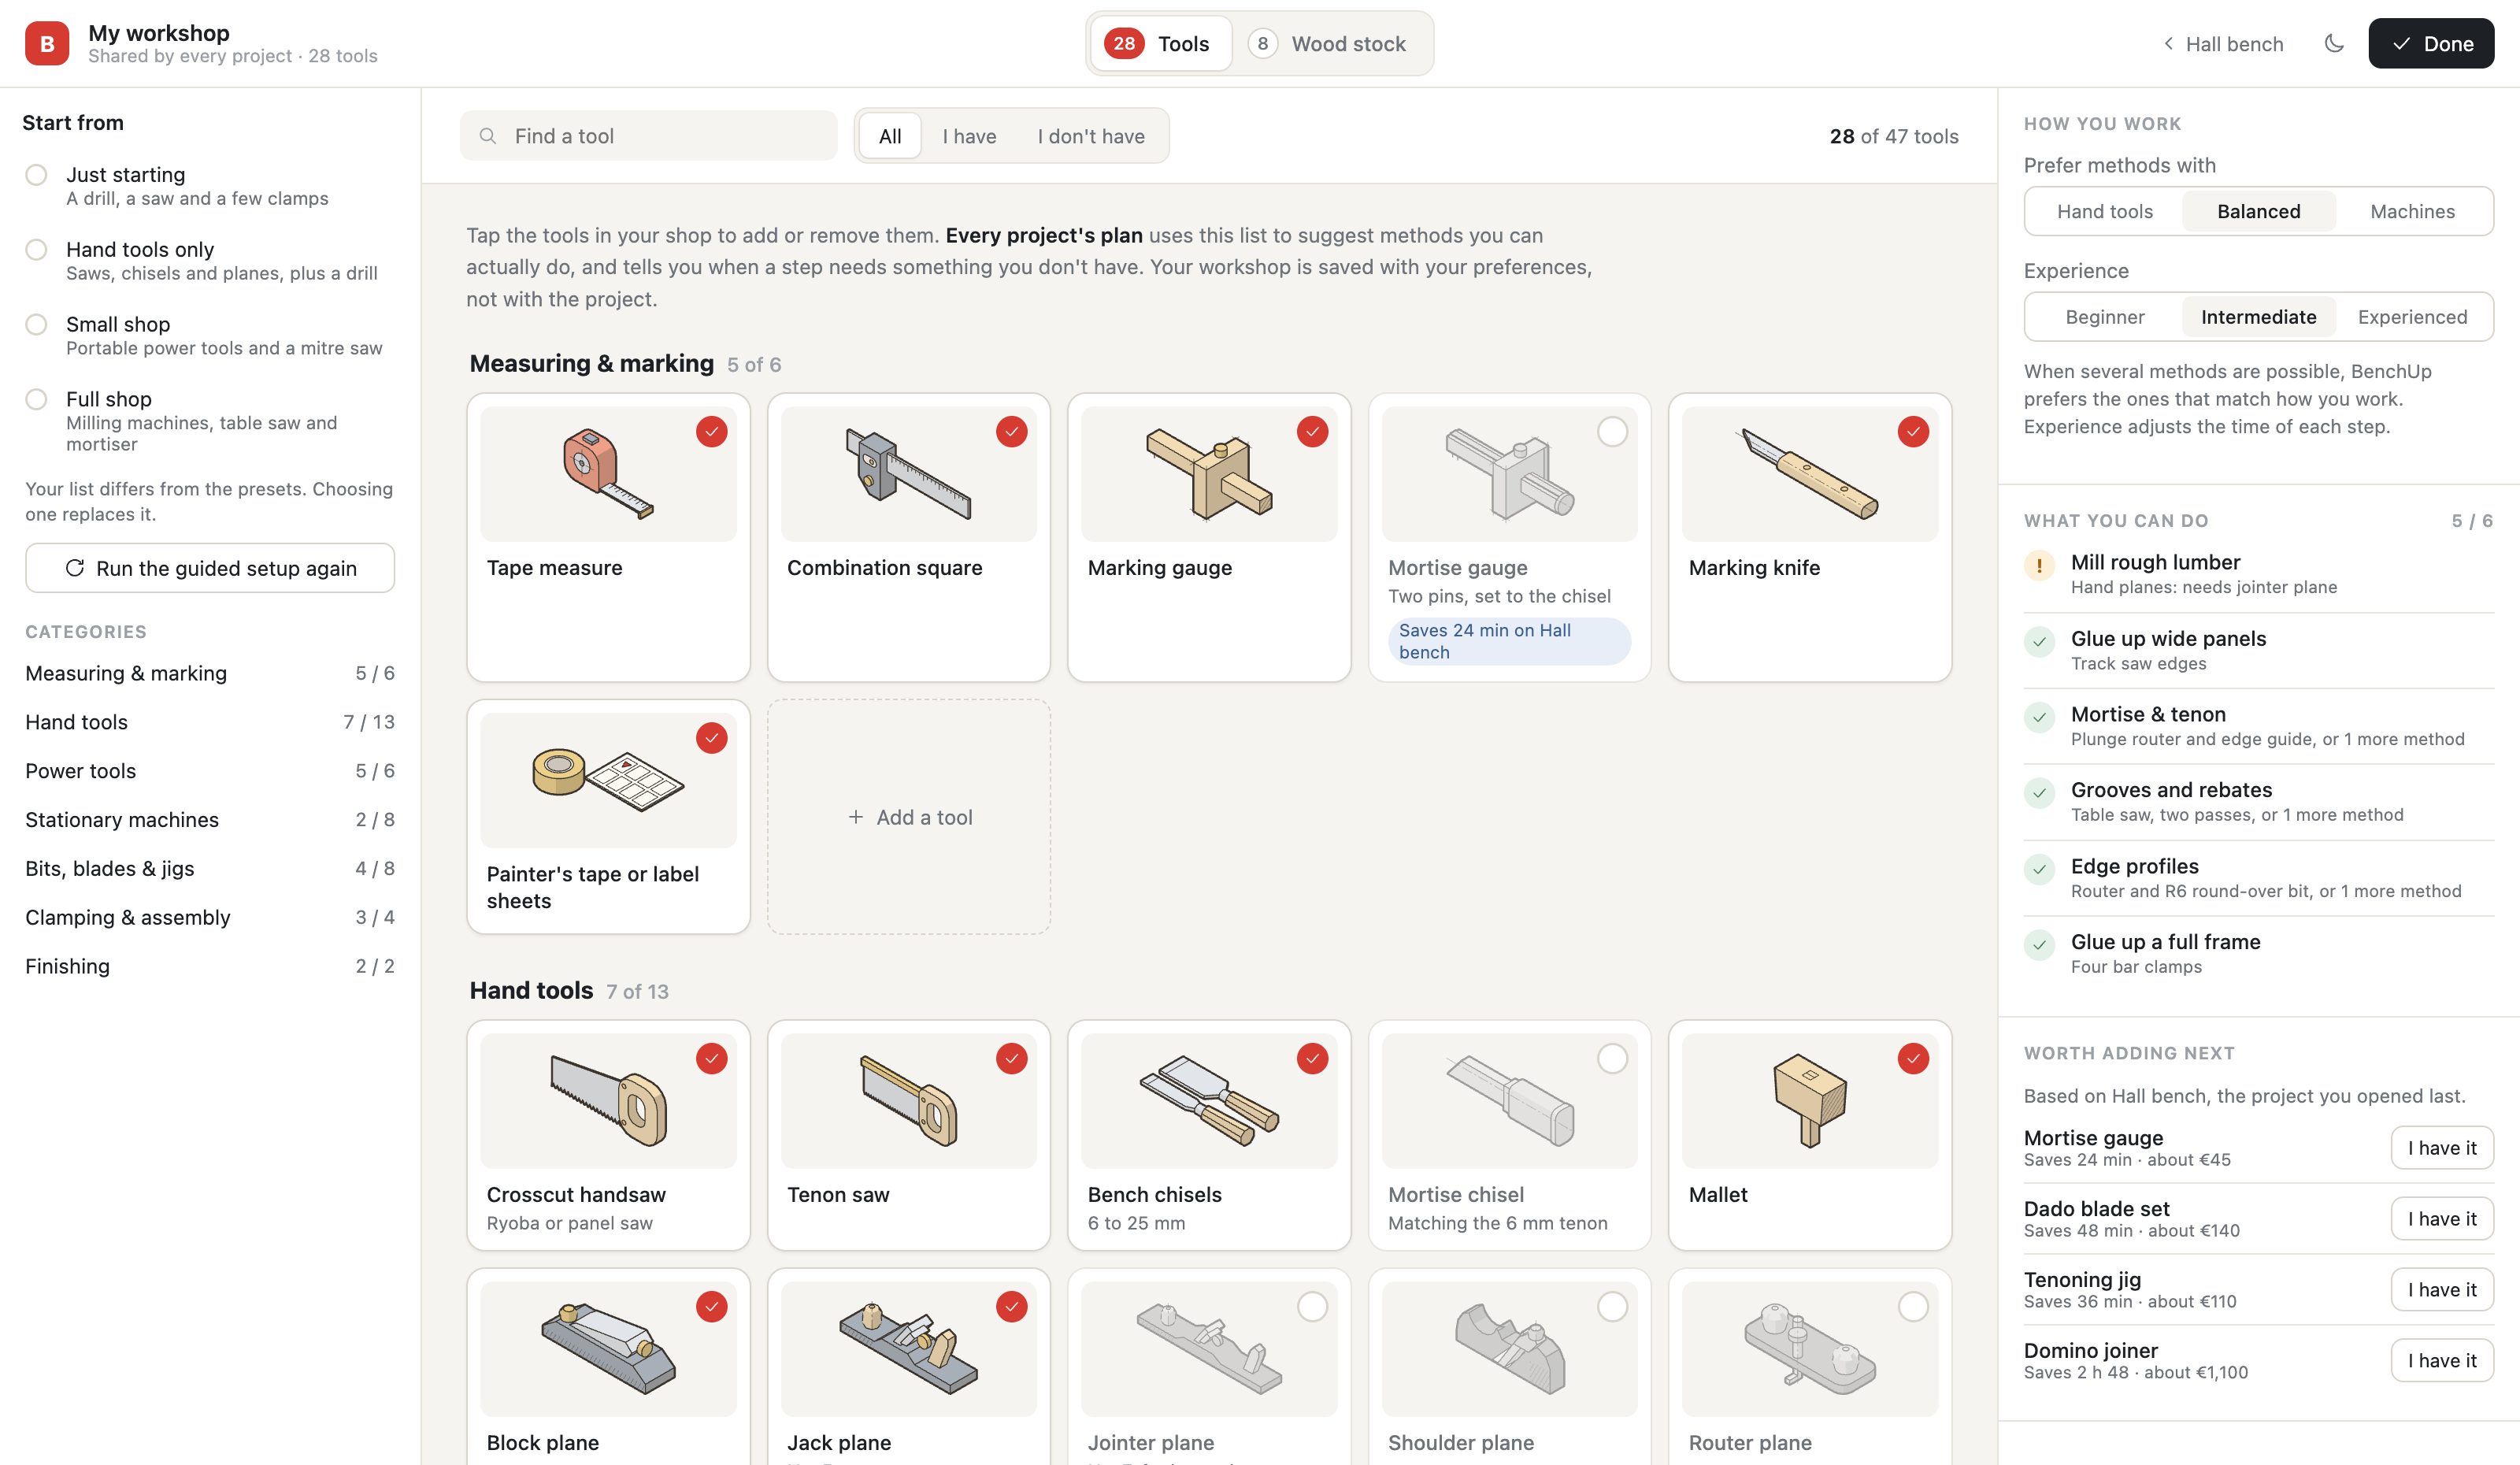 B
My workshop
Shared by every project · 28 tools
28 Tools
8 Wood stock
Hall bench
Done
Start from
Just starting
A drill, a saw and a few clamps
Hand tools only
Saws, chisels and planes, plus a drill
Small shop
Portable power tools and a mitre saw
Full shop
Milling machines, table saw and
mortiser
Your list differs from the presets. Choosing
one replaces it.
Run the guided setup again
CATEGORIES
Measuring & marking 5 / 6
Hand tools 7 / 13
Power tools 5 / 6
Stationary machines 2 / 8
Bits, blades & jigs 4 / 8
Clamping & assembly 3 / 4
Finishing 2 / 2
Find a tool
All
I have
I don't have
28 of 47 tools
Tap the tools in your shop to add or remove them. Every project's plan uses this list to suggest methods you can
actually do, and tells you when a step needs something you don't have. Your workshop is saved with your preferences,
not with the project.
Measuring & marking 5 of 6
Tape measure
Combination square
Marking gauge
Mortise gauge
Two pins, set to the chisel
Saves 24 min on Hall
bench
Marking knife
Painter's tape or label
sheets
Add a tool
Hand tools 7 of 13
Crosscut handsaw
Ryoba or panel saw
Tenon saw
Bench chisels
6 to 25 mm
Mortise chisel
Matching the 6 mm tenon
Mallet
Block plane
Jack plane
Jointer plane
Shoulder plane
Router plane
HOW YOU WORK
Prefer methods with
Hand tools
Balanced
Machines
Experience
Beginner
Intermediate
Experienced
When several methods are possible, BenchUp
prefers the ones that match how you work.
Experience adjusts the time of each step.
WHAT YOU CAN DO 5 / 6
Mill rough lumber
Hand planes: needs jointer plane
Glue up wide panels
Track saw edges
Mortise & tenon
Plunge router and edge guide, or 1 more method
Grooves and rebates
Table saw, two passes, or 1 more method
Edge profiles
Router and R6 round-over bit, or 1 more method
Glue up a full frame
Four bar clamps
WORTH ADDING NEXT
Based on Hall bench, the project you opened last.
Mortise gauge
Saves 24 min · about €45
I have it
Dado blade set
Saves 48 min · about €140
I have it
Tenoning jig
Saves 36 min · about €110
I have it
Domino joiner
Saves 2 h 48 · about €1,100
I have it